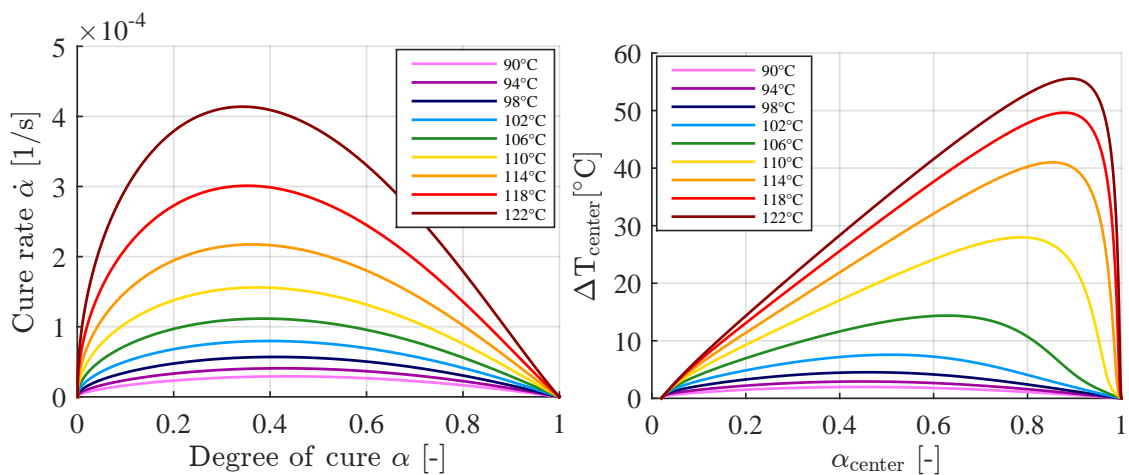 ×10⁻⁴
5
4
3
2
1
0
0
0.2
0.4
0.6
0.8
1
Cure rate α̇ [1/s]
Degree of cure α [-]
90°C
94°C
98°C
102°C
106°C
110°C
114°C
118°C
122°C
60
50
40
30
20
10
0
0
0.2
0.4
0.6
0.8
1
ΔT_center [°C]
α_center [-]
90°C
94°C
98°C
102°C
106°C
110°C
114°C
118°C
122°C